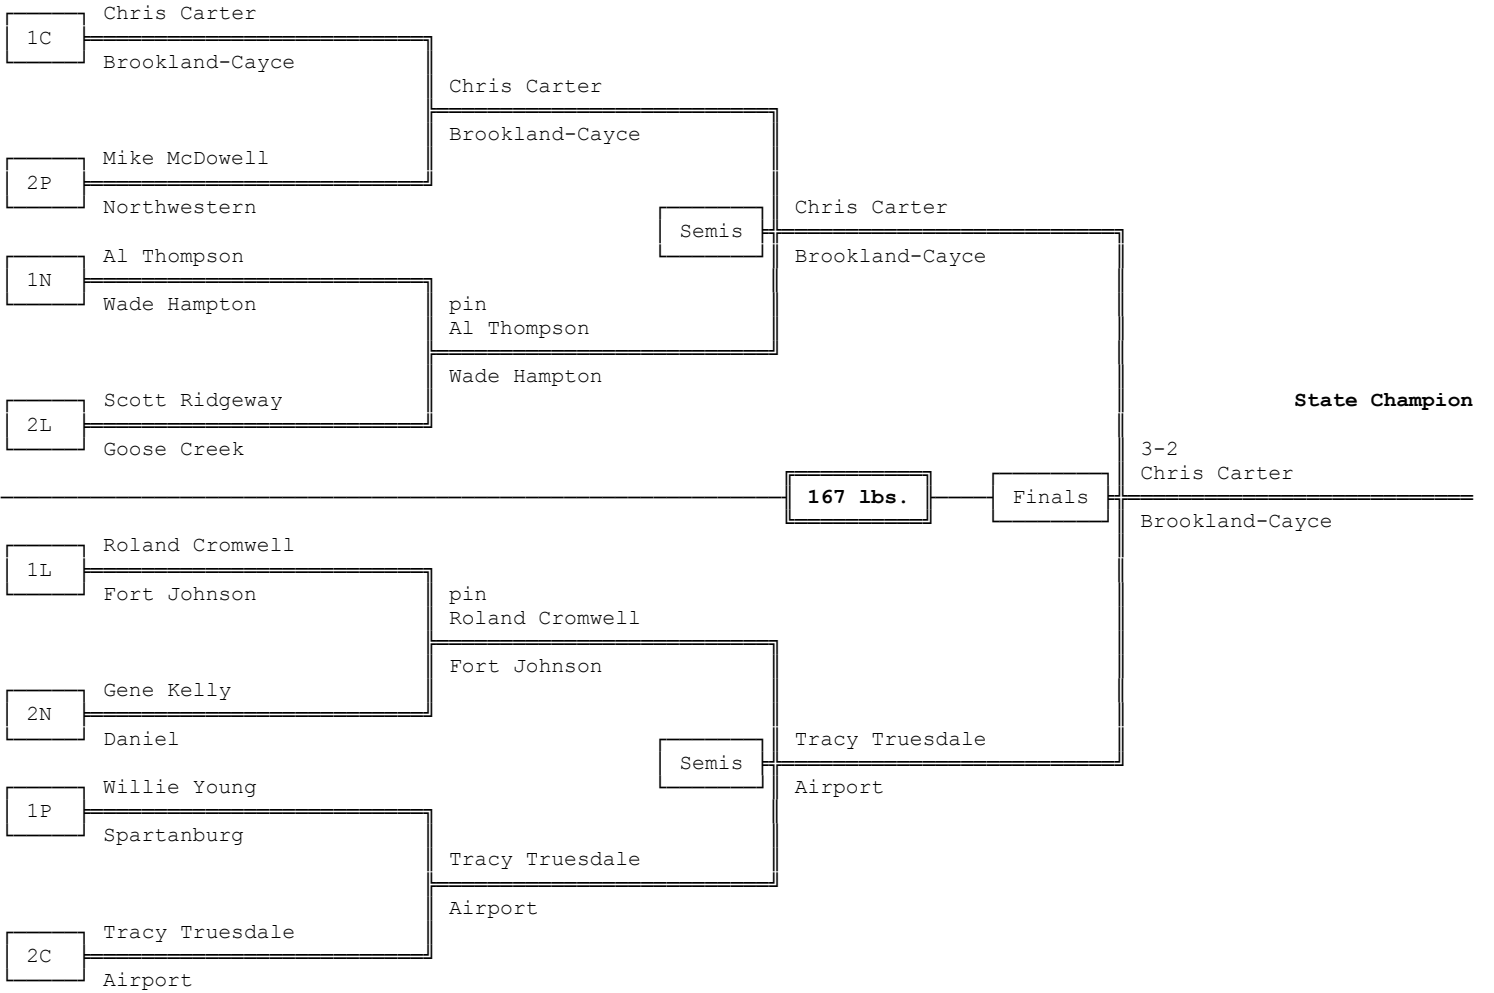 Chris Carter
1C
Brookland-Cayce
Chris Carter
Brookland-Cayce
Mike McDowell
2P
Northwestern
Chris Carter
Semis
Brookland-Cayce
Al Thompson
1N
Wade Hampton
pin
Al Thompson
Wade Hampton
Scott Ridgeway
2L
Goose Creek
State Champion
3-2
Chris Carter
167 lbs.
Finals
Brookland-Cayce
Roland Cromwell
1L
Fort Johnson
pin
Roland Cromwell
Fort Johnson
Gene Kelly
2N
Daniel
Tracy Truesdale
Semis
Airport
Willie Young
1P
Spartanburg
Tracy Truesdale
Airport
Tracy Truesdale
2C
Airport